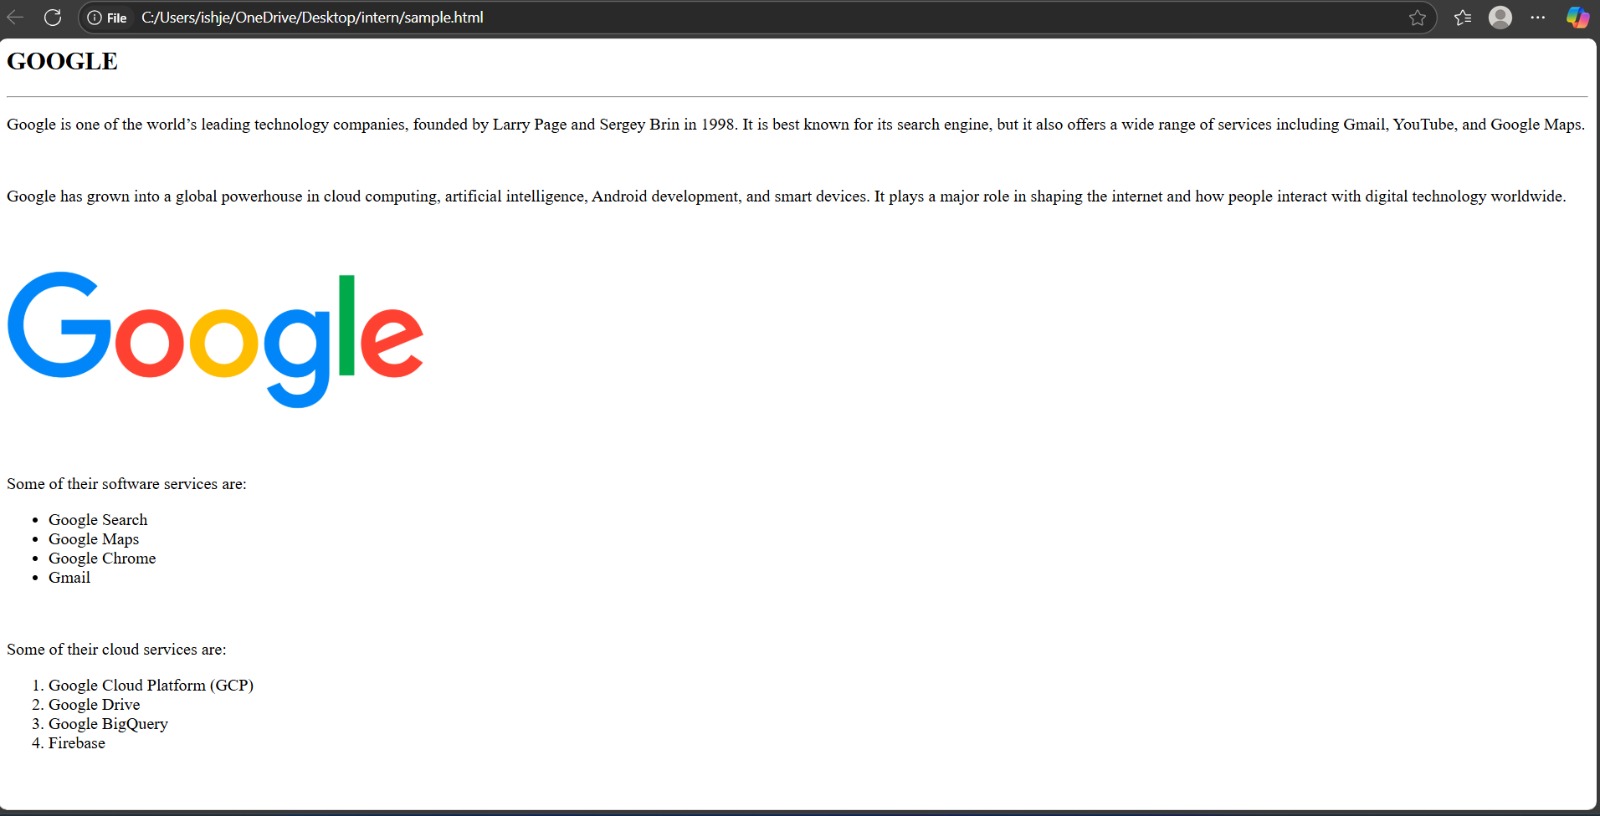 File C:/Users/ishje/OneDrive/Desktop/intern/sample.html
GOOGLE
Google is one of the world’s leading technology companies, founded by Larry Page and Sergey Brin in 1998. It is best known for its search engine, but it also offers a wide range of services including Gmail, YouTube, and Google Maps.
Google has grown into a global powerhouse in cloud computing, artificial intelligence, Android development, and smart devices. It plays a major role in shaping the internet and how people interact with digital technology worldwide.
Google
Some of their software services are:
• Google Search
• Google Maps
• Google Chrome
• Gmail
Some of their cloud services are:
1. Google Cloud Platform (GCP)
2. Google Drive
3. Google BigQuery
4. Firebase